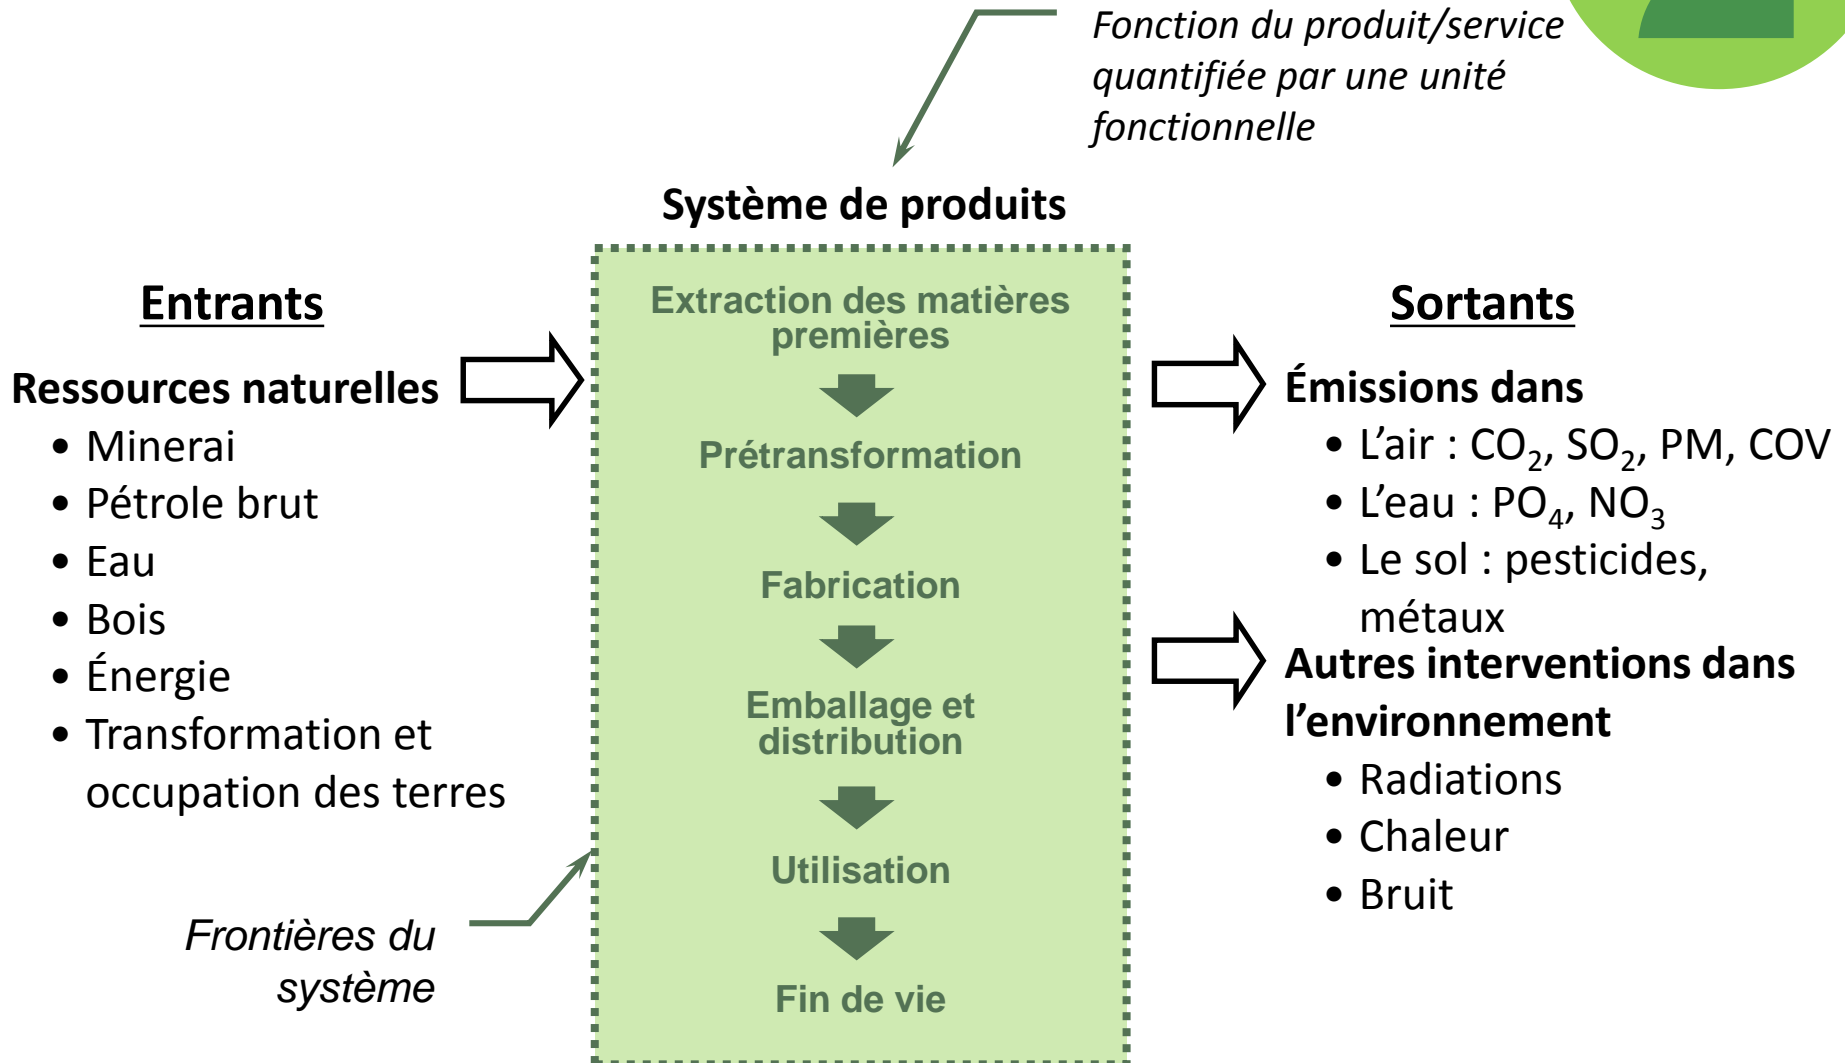 Fonction du produit/service
quantifiée par une unité
fonctionnelle
Système de produits
Entrants
Ressources naturelles
• Minerai
• Pétrole brut
• Eau
• Bois
• Énergie
• Transformation et
occupation des terres
Frontières du
système
Extraction des matières
premières
Prétransformation
Fabrication
Emballage et
distribution
Utilisation
Fin de vie
Sortants
Émissions dans
• L’air : CO₂, SO₂, PM, COV
• L’eau : PO₄, NO₃
• Le sol : pesticides,
métaux
Autres interventions dans
l’environnement
• Radiations
• Chaleur
• Bruit